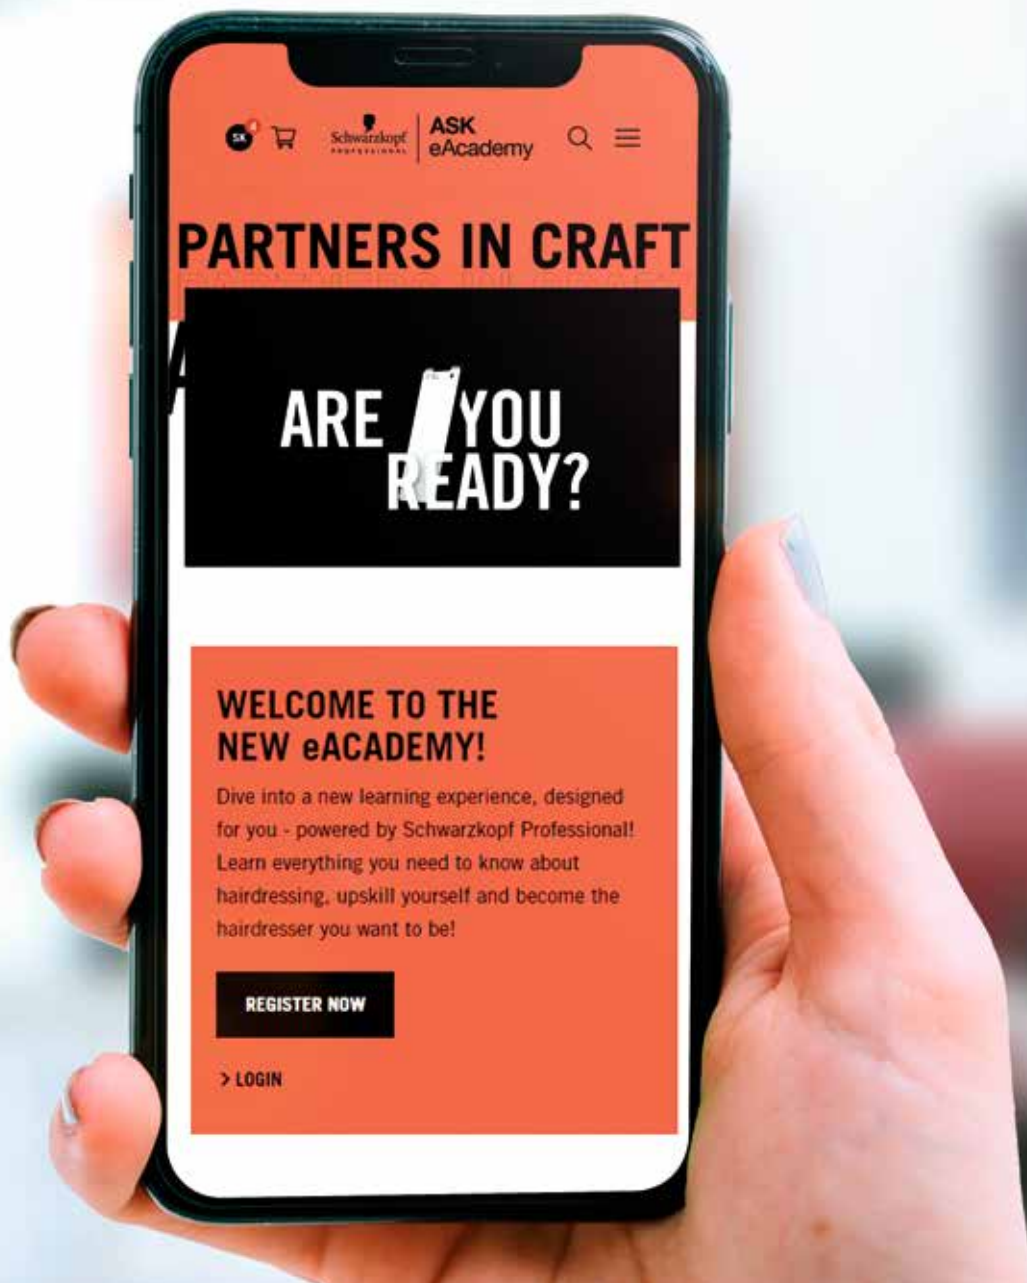 SK 4
Schwarzkopf
PROFESSIONAL
ASK
eAcademy
PARTNERS IN CRAFT
A
ARE YOU
READY?
WELCOME TO THE
NEW eACADEMY!
Dive into a new learning experience, designed
for you - powered by Schwarzkopf Professional!
Learn everything you need to know about
hairdressing, upskill yourself and become the
hairdresser you want to be!
REGISTER NOW
> LOGIN